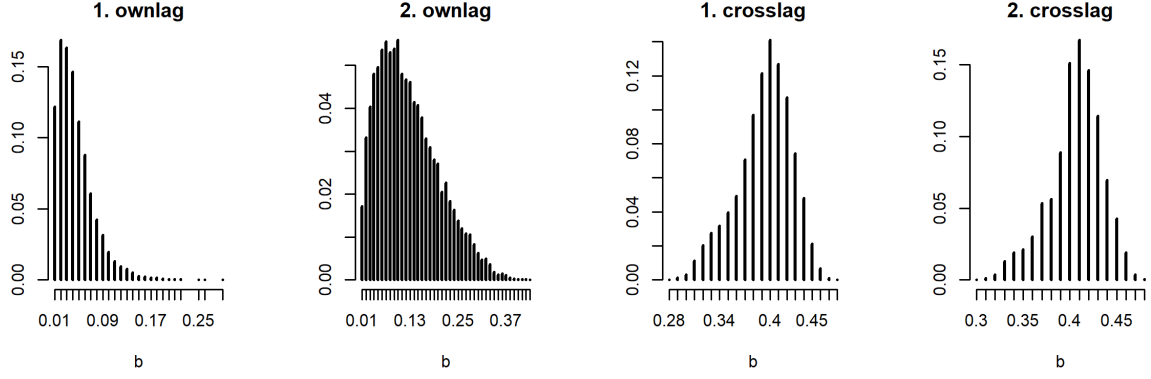 1. ownlag
0.00 0.05 0.10 0.15
0.01 0.09 0.17 0.25
b
2. ownlag
0.00 0.02 0.04
0.01 0.13 0.25 0.37
b
1. crosslag
0.00 0.04 0.08 0.12
0.28 0.34 0.4 0.45
b
2. crosslag
0.00 0.05 0.10 0.15
0.3 0.35 0.4 0.45
b